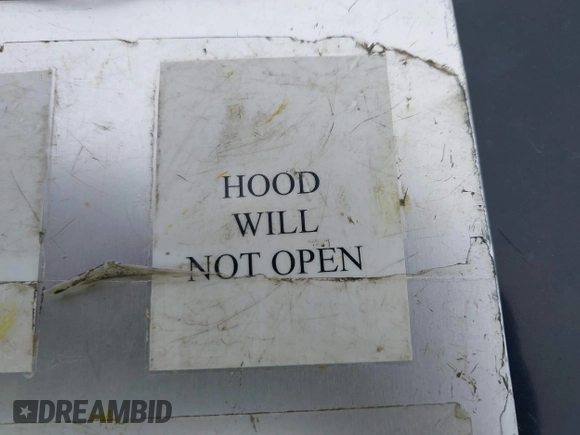 HOOD
WILL
NOT OPEN
DREAMBID